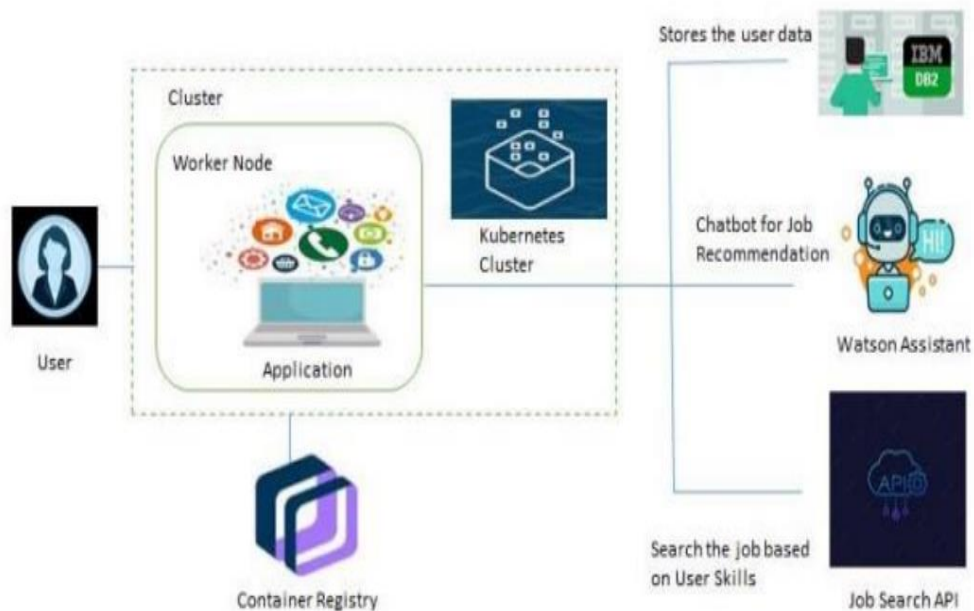 Stores the user data
IBM
DB2
Cluster
Worker Node
Kubernetes
Cluster
Chatbot for Job
Recommendation
HI!
User
Application
Watson Assistant
API
Search the job based
on User Skills
Container Registry
Job Search API